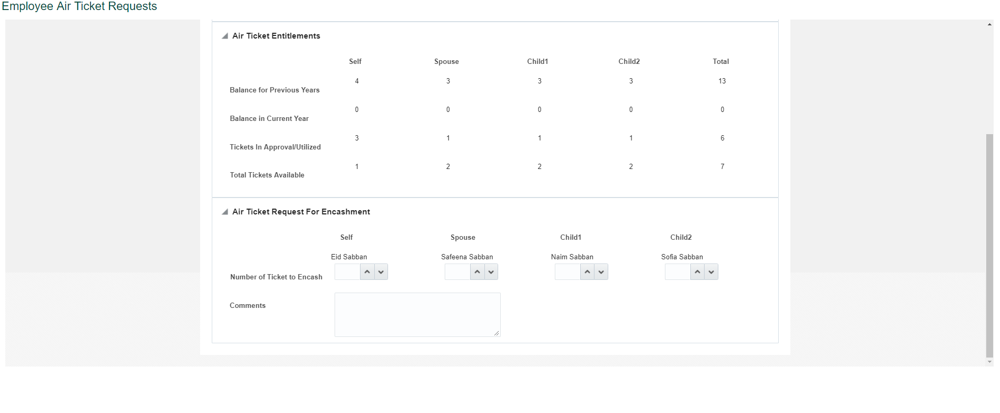 Employee Air Ticket Requests
Air Ticket Entitlements
Self Spouse Child1 Child2 Total
Balance for Previous Years 4 3 3 3 13
Balance in Current Year 0 0 0 0 0
Tickets In Approval/Utilized 3 1 1 1 6
Total Tickets Available 1 2 2 2 7
Air Ticket Request For Encashment
Self Spouse Child1 Child2
Eid Sabban Safeena Sabban Naim Sabban Sofia Sabban
Number of Ticket to Encash
Comments